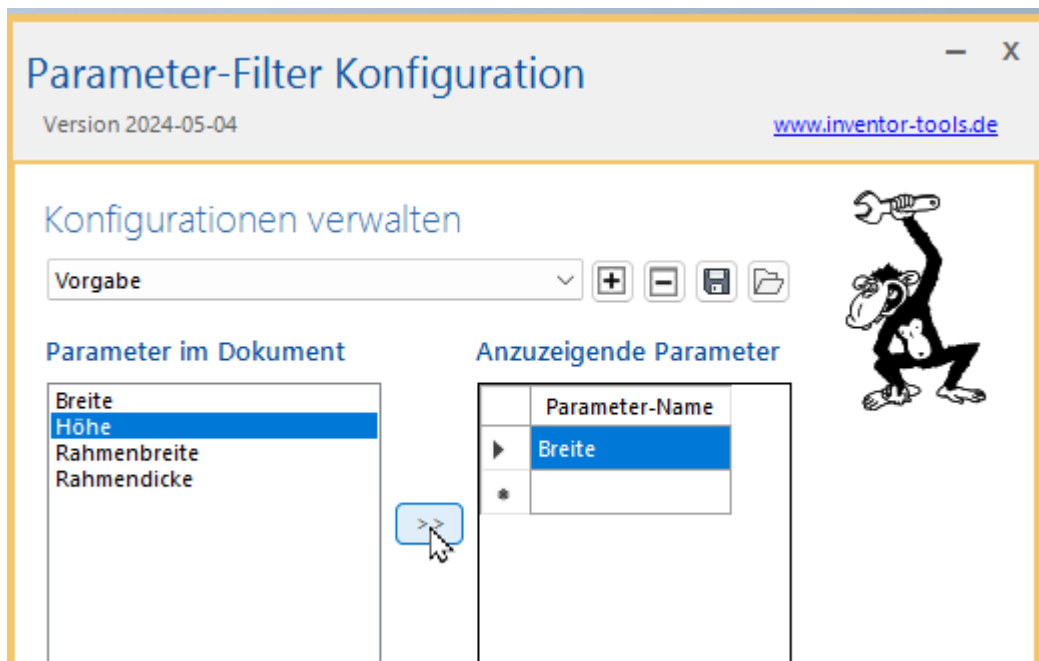 Parameter-Filter Konfiguration
Version 2024-05-04
www.inventor-tools.de
Konfigurationen verwalten
Vorgabe
Parameter im Dokument
Breite
Höhe
Rahmenbreite
Rahmendicke
>>
Anzuzeigende Parameter
Parameter-Name
Breite